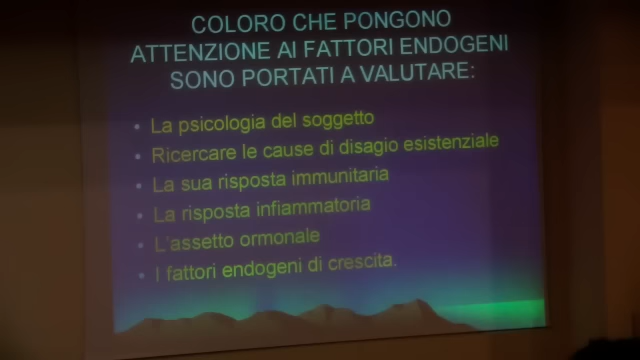 COLORO CHE PONGONO
ATTENZIONE AI FATTORI ENDOGENI
SONO PORTATI A VALUTARE:
• La psicologia del soggetto
• Ricercare le cause di disagio esistenziale
• La sua risposta immunitaria
• La risposta infiammatoria
• L'assetto ormonale
• I fattori endogeni di crescita.